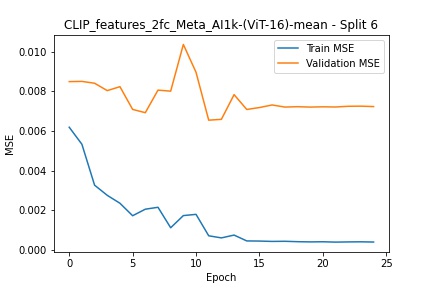 CLIP_features_2fc_Meta_AI1k-(ViT-16)-mean - Split 6
Train MSE
Validation MSE
0.010
0.008
0.006
0.004
0.002
0.000
MSE
0 5 10 15 20 25
Epoch